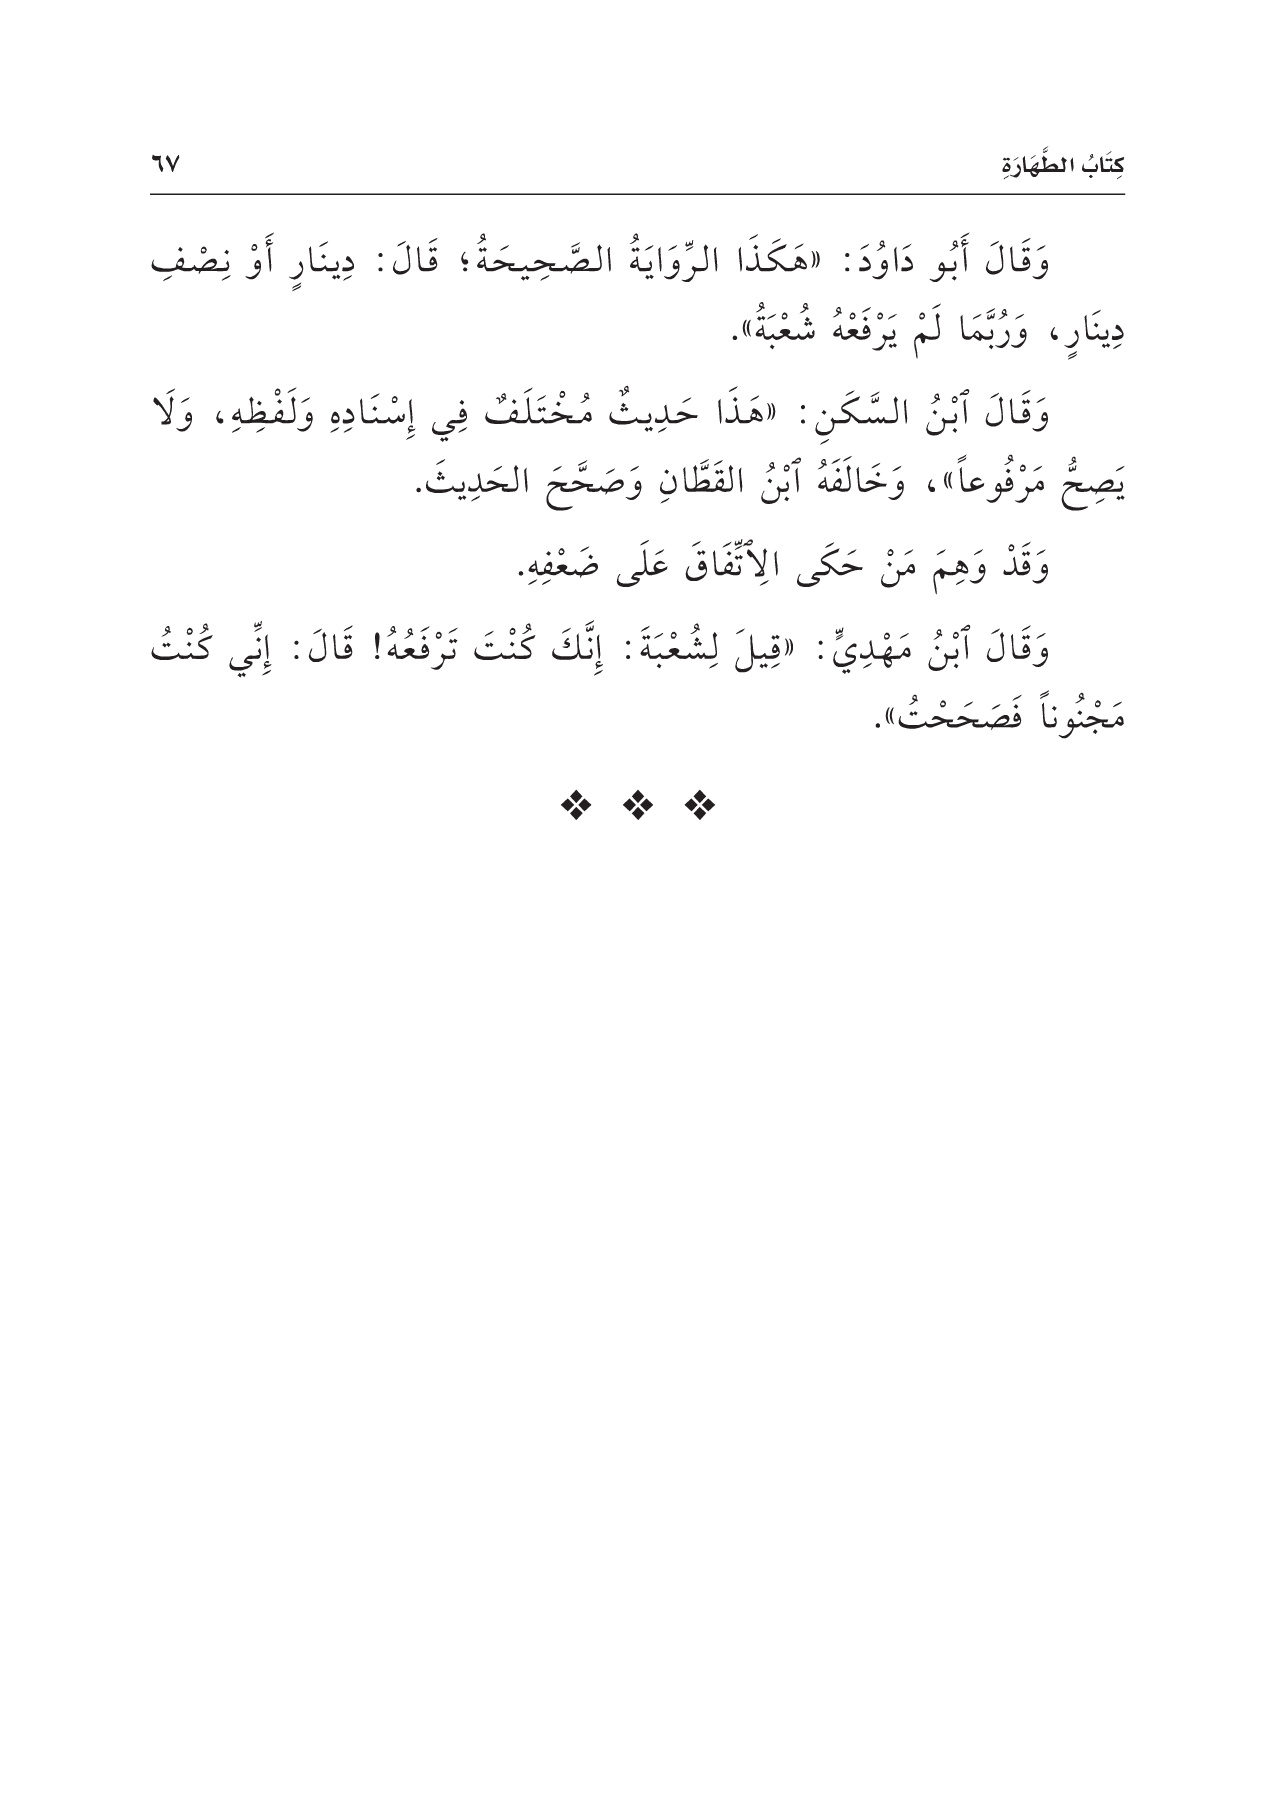 كِتَابُ الطَّهَارَةِ ٦٧
وَقَالَ أَبُو دَاوُدَ: «هَكَذَا الرِّوَايَةُ الصَّحِيحَةُ؛ قَالَ: دِينَارٍ أَوْ نِصْفِ
دِينَارٍ، وَرُبَّمَا لَمْ يَرْفَعْهُ شُعْبَةُ».
وَقَالَ ٱبْنُ السَّكَنِ: «هَذَا حَدِيثٌ مُخْتَلَفٌ فِي إِسْنَادِهِ وَلَفْظِهِ، وَلَا
يَصِحُّ مَرْفُوعاً»، وَخَالَفَهُ ٱبْنُ القَطَّانِ وَصَحَّحَ الحَدِيثَ.
وَقَدْ وَهِمَ مَنْ حَكَى الِٱتِّفَاقَ عَلَى ضَعْفِهِ.
وَقَالَ ٱبْنُ مَهْدِيٍّ: «قِيلَ لِشُعْبَةَ: إِنَّكَ كُنْتَ تَرْفَعُهُ! قَالَ: إِنِّي كُنْتُ
مَجْنُوناً فَصَحَحْتُ».